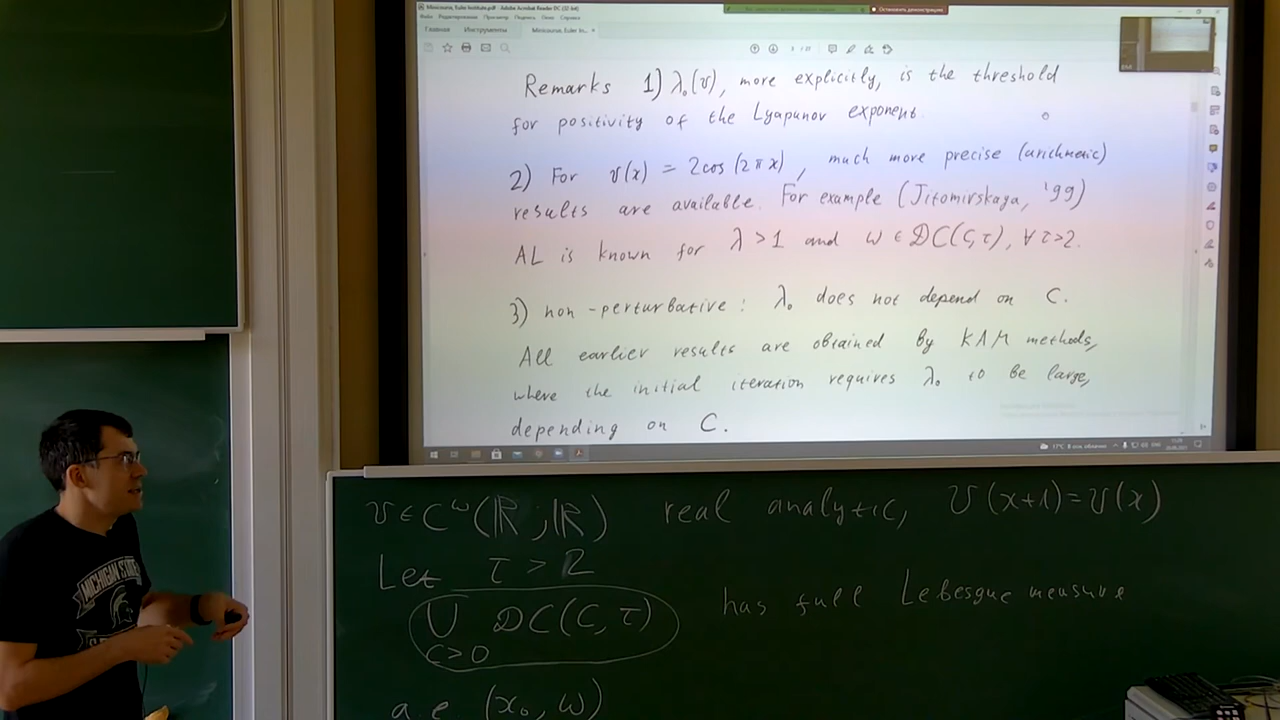 Remarks 1) λ₀(v), more explicitly, is the threshold
for positivity of the Lyapunov exponent.
2) For v(x) = 2cos(2πx), much more precise (arithmetic)
results are available. For example (Jitomirskaya, '99)
AL is known for λ>1 and ω ∈ DC(C,τ), ∀τ>2.
3) non-perturbative: λ₀ does not depend on C.
All earlier results are obtained by KAM methods,
where the initial iteration requires λ₀ to be large,
depending on C.
v ∈ C^ω(ℝ;ℝ) real analytic, v(x+1)=v(x)
Let τ > 2
∪ DC(C,τ) has full Lebesgue measure
C>0
a.e (x₀,ω)
MICHIGAN STATE